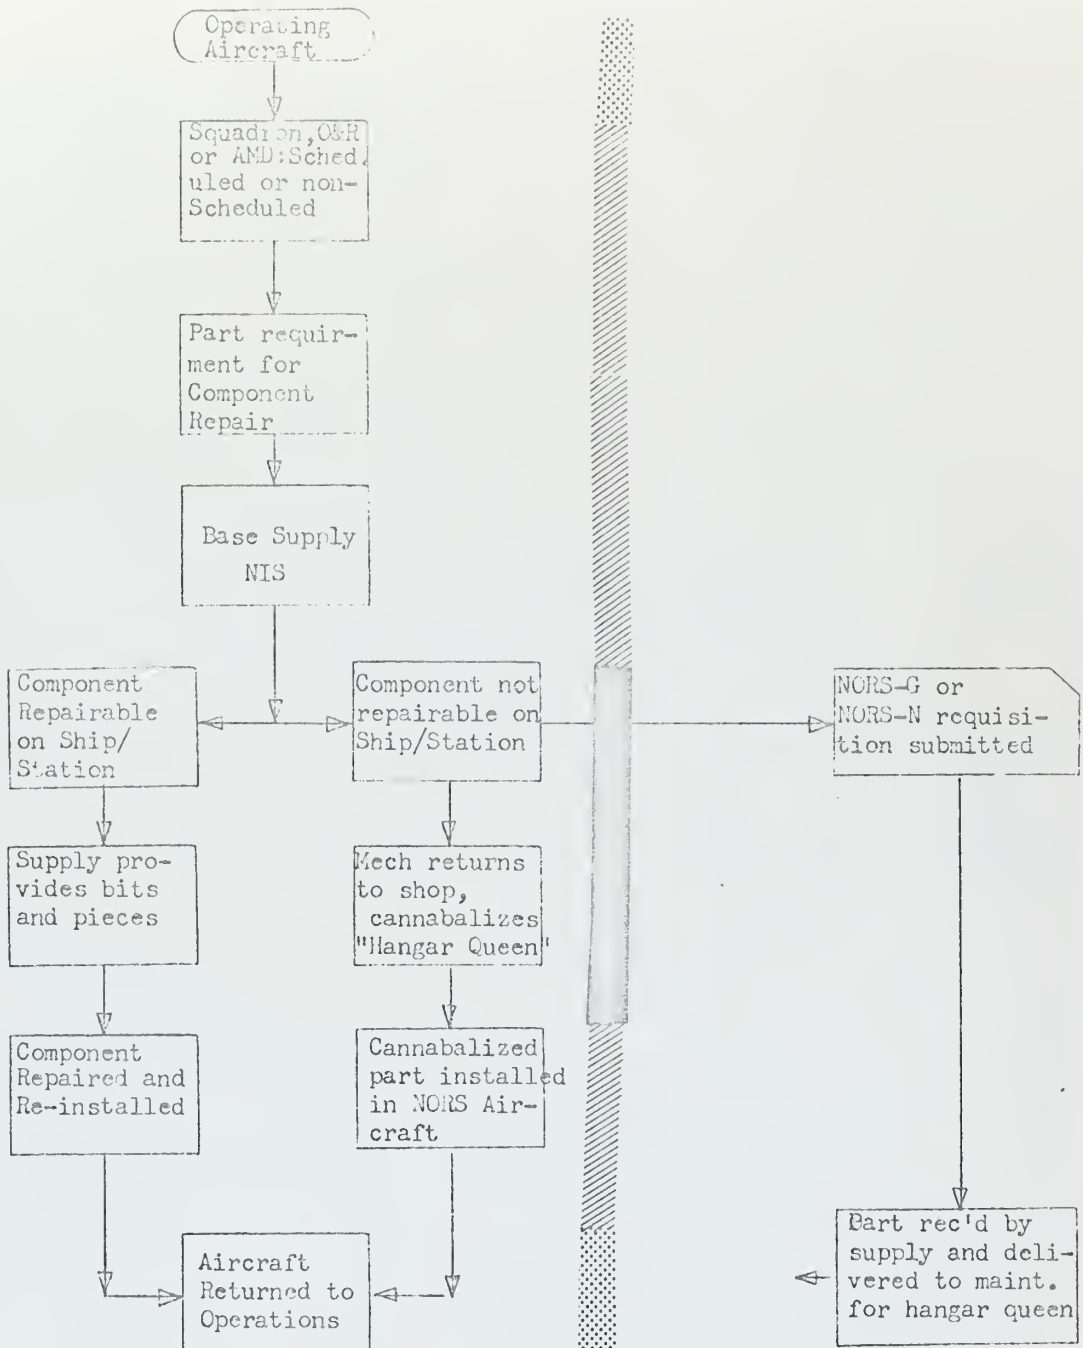 Operating
Aircraft
Squadron,O&R
or AMD:Sched.
uled or non-
Scheduled
Part requir-
ment for
Component
Repair
Base Supply
NIS
Component
Repairable
on Ship/
Station
Component not
repairable on
Ship/Station
NORS-G or
NORS-N requisi-
tion submitted
Supply pro-
vides bits
and pieces
Mech returns
to shop,
cannabalizes
"Hangar Queen"
Component
Repaired and
Re-installed
Cannabalized
part installed
in NORS Air-
craft
Aircraft
Returned to
Operations
Part rec'd by
supply and deli-
vered to maint.
for hangar queen